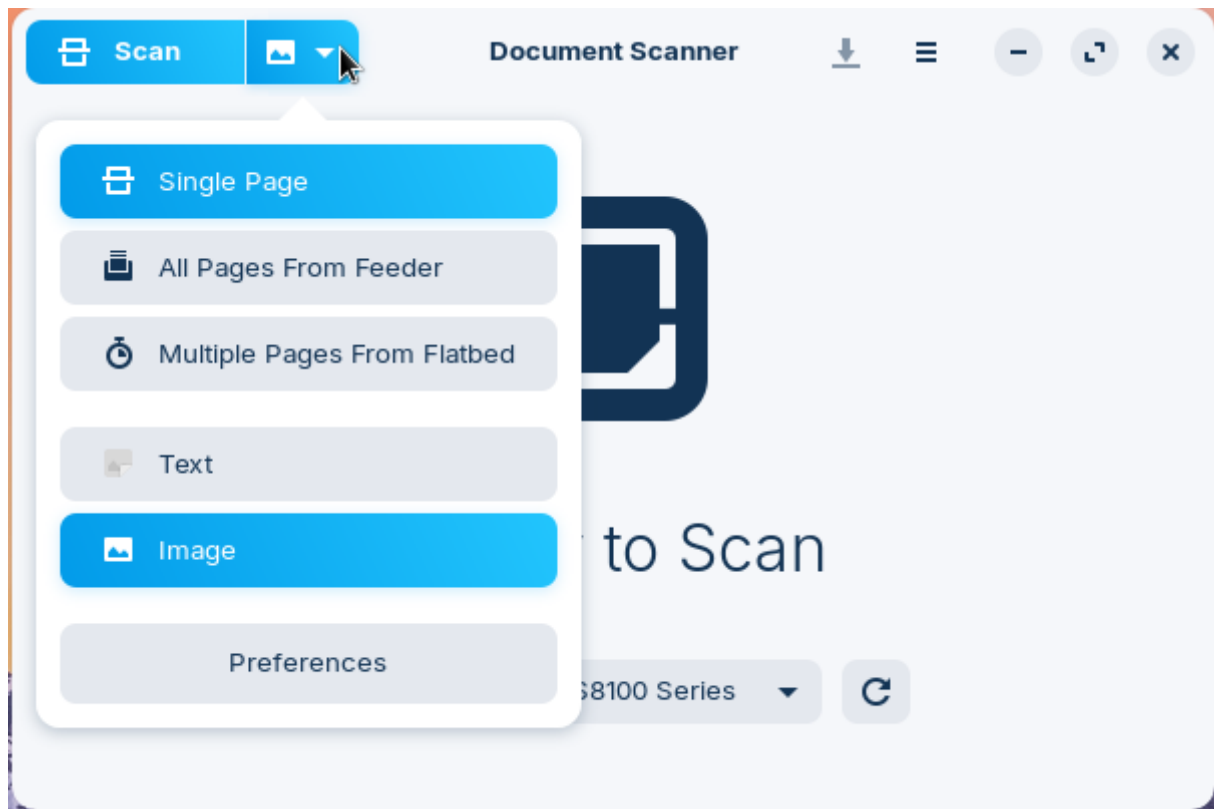 Scan
Document Scanner
Single Page
All Pages From Feeder
Multiple Pages From Flatbed
Text
Image
to Scan
Preferences
8100 Series